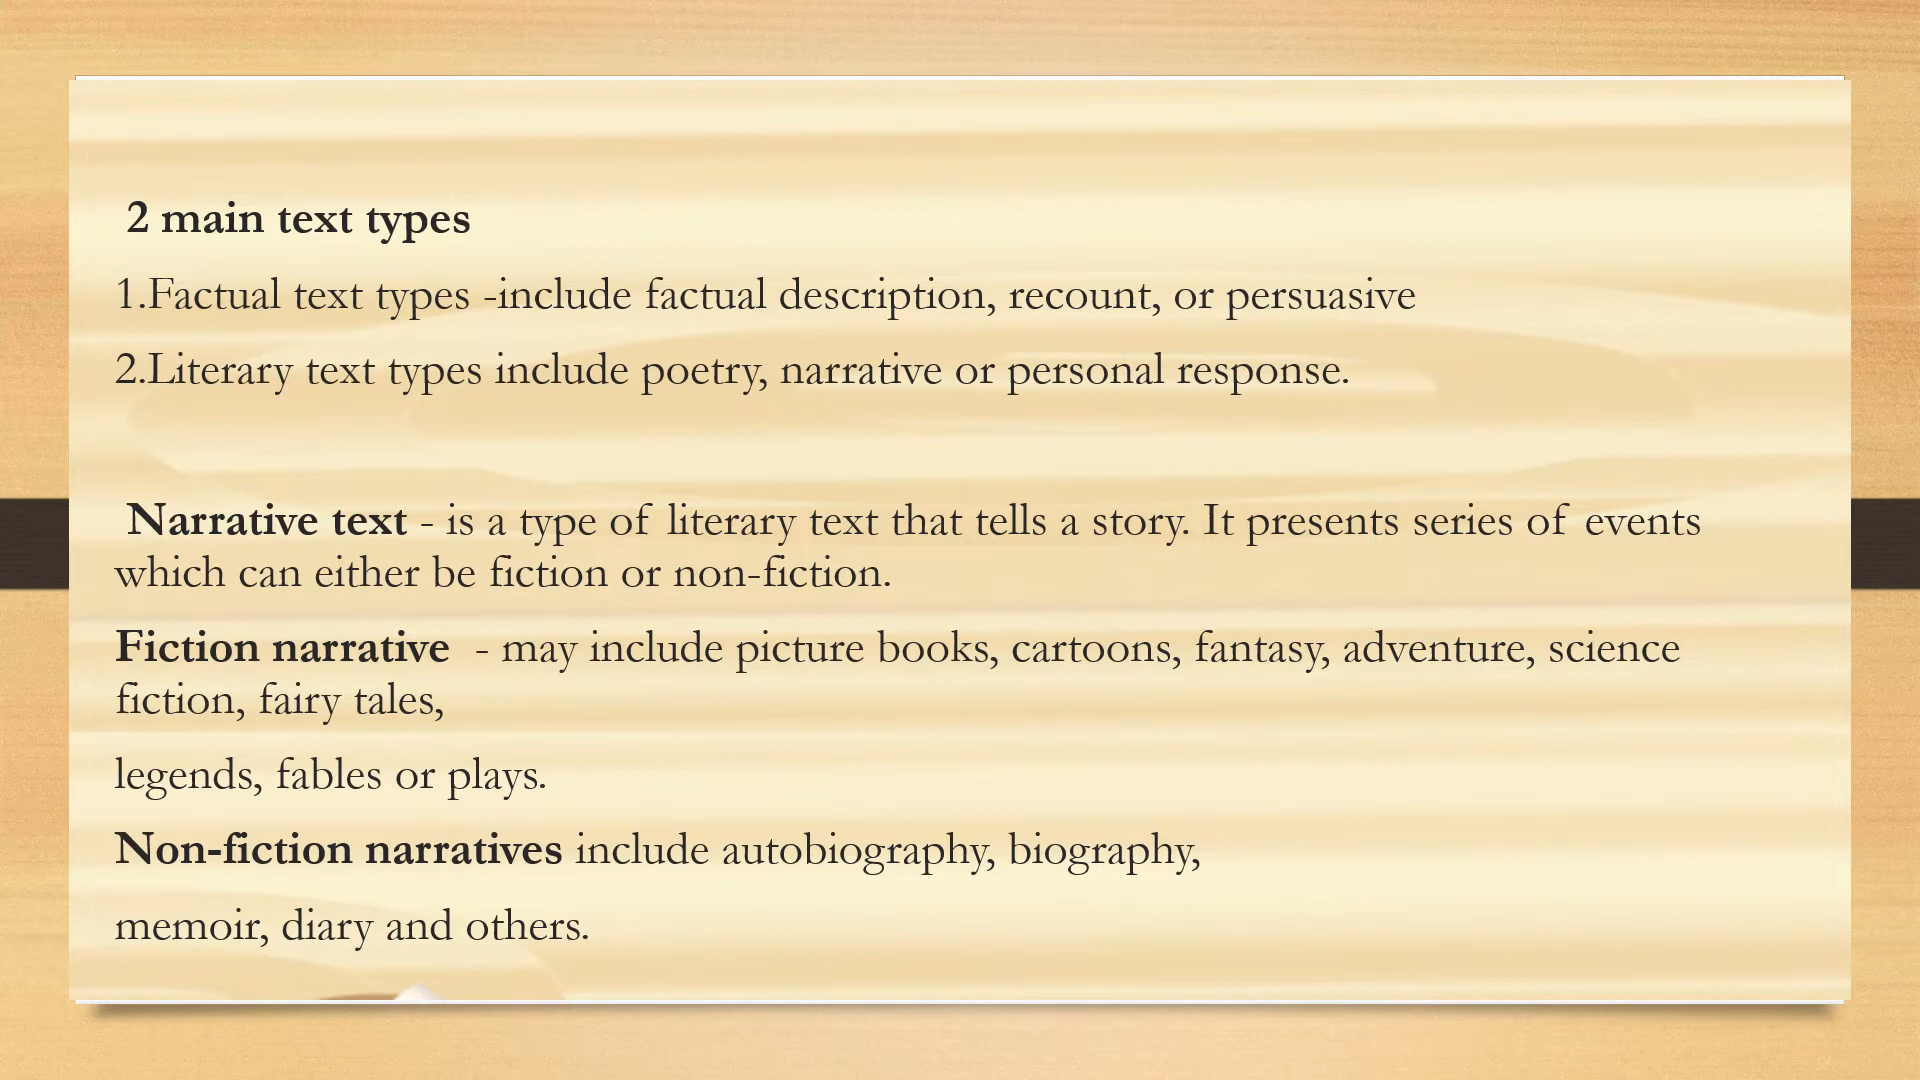 2 main text types
1.Factual text types -include factual description, recount, or persuasive
2.Literary text types include poetry, narrative or personal response.
Narrative text - is a type of literary text that tells a story. It presents series of events
which can either be fiction or non-fiction.
Fiction narrative - may include picture books, cartoons, fantasy, adventure, science
fiction, fairy tales,
legends, fables or plays.
Non-fiction narratives include autobiography, biography,
memoir, diary and others.